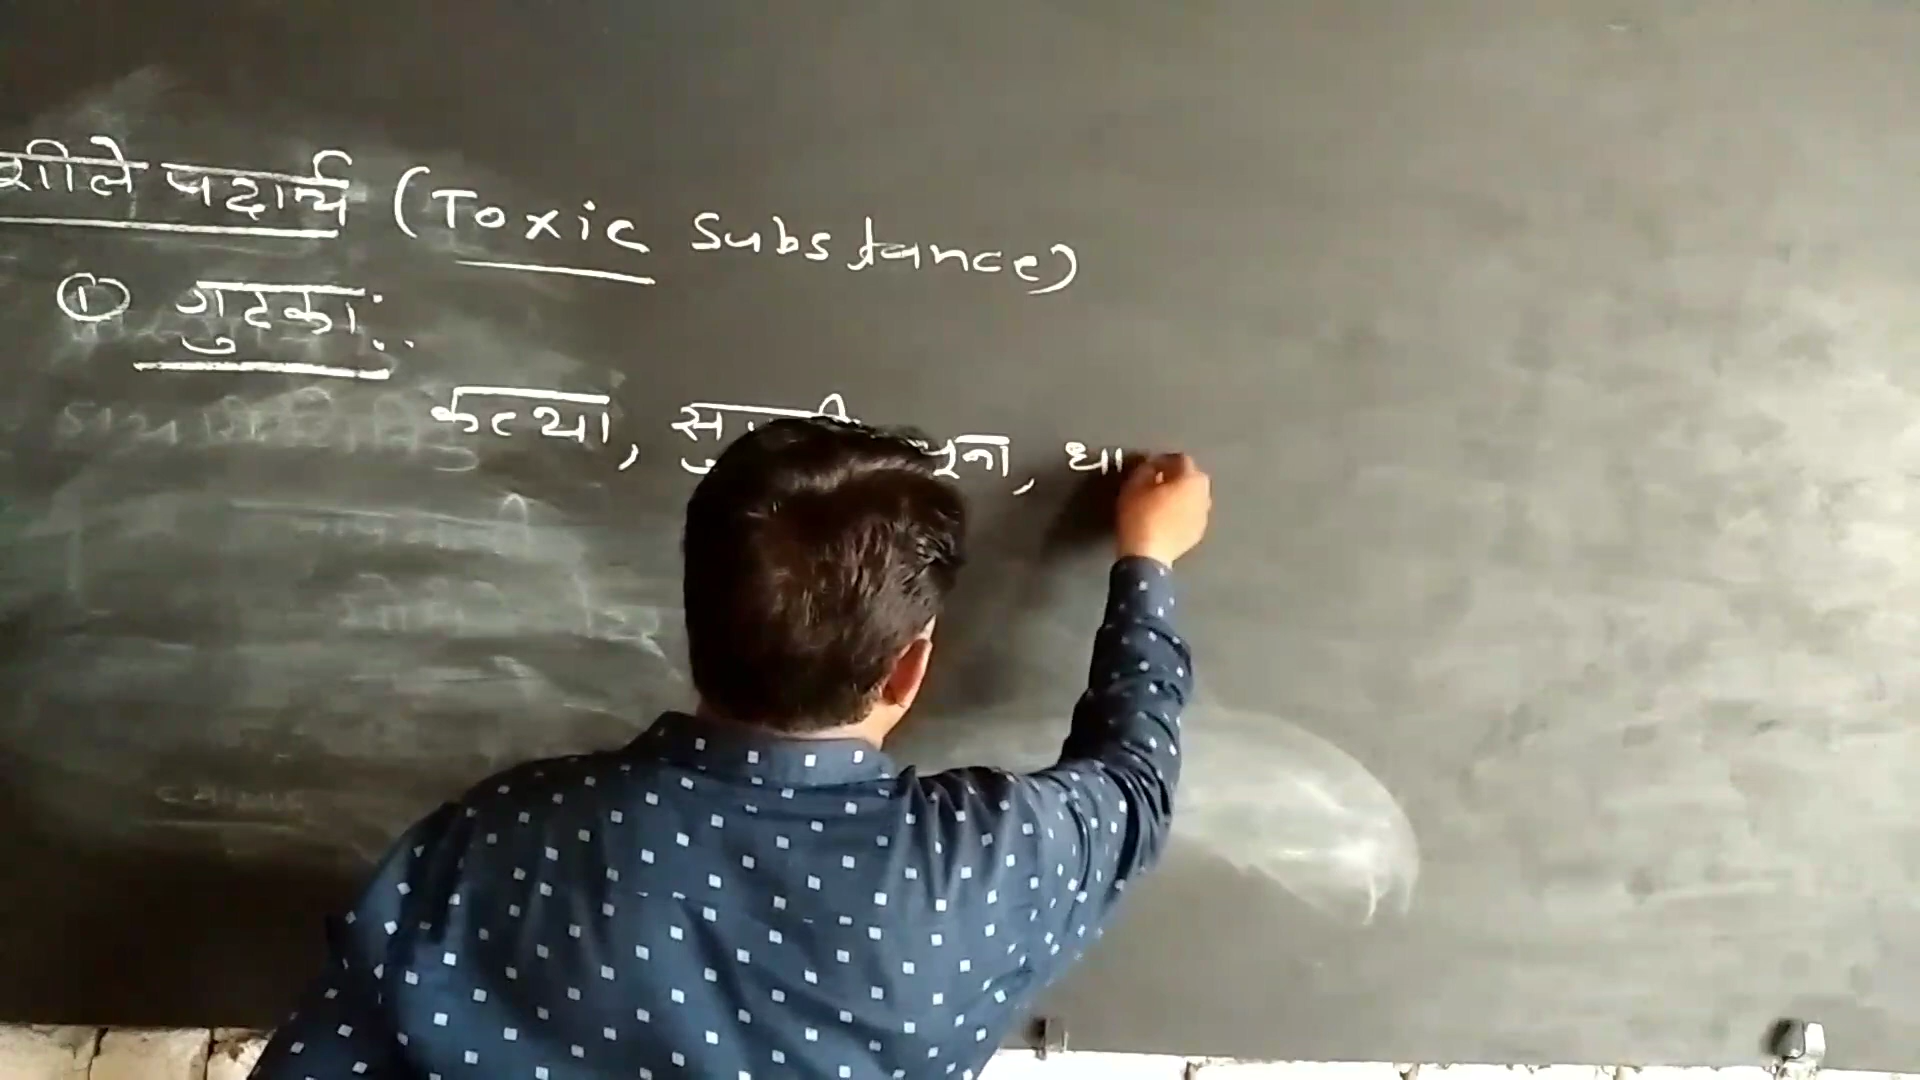 शीले पदार्थ (Toxic Substance)
① गुटका:
कत्था, सु चूना, धा